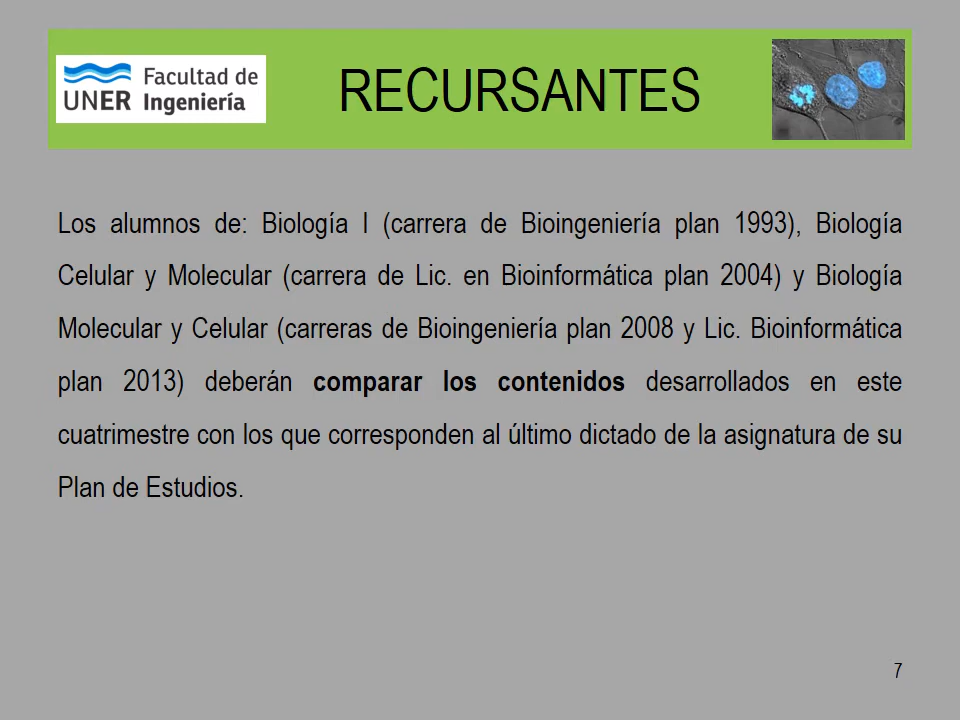 Facultad de
UNER Ingeniería
RECURSANTES
Los alumnos de: Biología I (carrera de Bioingeniería plan 1993), Biología
Celular y Molecular (carrera de Lic. en Bioinformática plan 2004) y Biología
Molecular y Celular (carreras de Bioingeniería plan 2008 y Lic. Bioinformática
plan 2013) deberán comparar los contenidos desarrollados en este
cuatrimestre con los que corresponden al último dictado de la asignatura de su
Plan de Estudios.
7